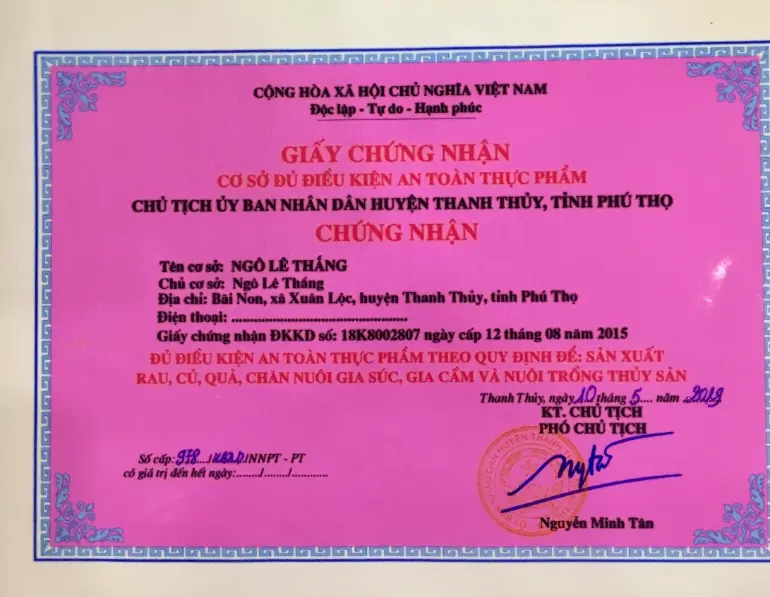 CỘNG HÒA XÃ HỘI CHỦ NGHĨA VIỆT NAM
Độc lập - Tự do - Hạnh phúc
GIẤY CHỨNG NHẬN
CƠ SỞ ĐỦ ĐIỀU KIỆN AN TOÀN THỰC PHẨM
CHỦ TỊCH ỦY BAN NHÂN DÂN HUYỆN THANH THỦY, TỈNH PHÚ THỌ
CHỨNG NHẬN
Tên cơ sở: NGÔ LÊ THẮNG
Chủ cơ sở: Ngô Lê Thắng
Địa chỉ: Bãi Non, xã Xuân Lộc, huyện Thanh Thủy, tỉnh Phú Thọ
Điện thoại: ................................................
Giấy chứng nhận ĐKKD số: 18K8002807 ngày cấp 12 tháng 08 năm 2015
ĐỦ ĐIỀU KIỆN AN TOÀN THỰC PHẨM THEO QUY ĐỊNH ĐỂ: SẢN XUẤT
RAU, CỦ, QUẢ, CHĂN NUÔI GIA SỨC, GIA CẦM VÀ NUÔI TRỒNG THỦY SẢN
Thanh Thủy, ngày 10 tháng 5.... năm 2019
KT. CHỦ TỊCH
PHÓ CHỦ TỊCH
Số cấp: /NNPT - PT
có giá trị đến hết ngày:......./......./...........
Nguyễn Minh Tân